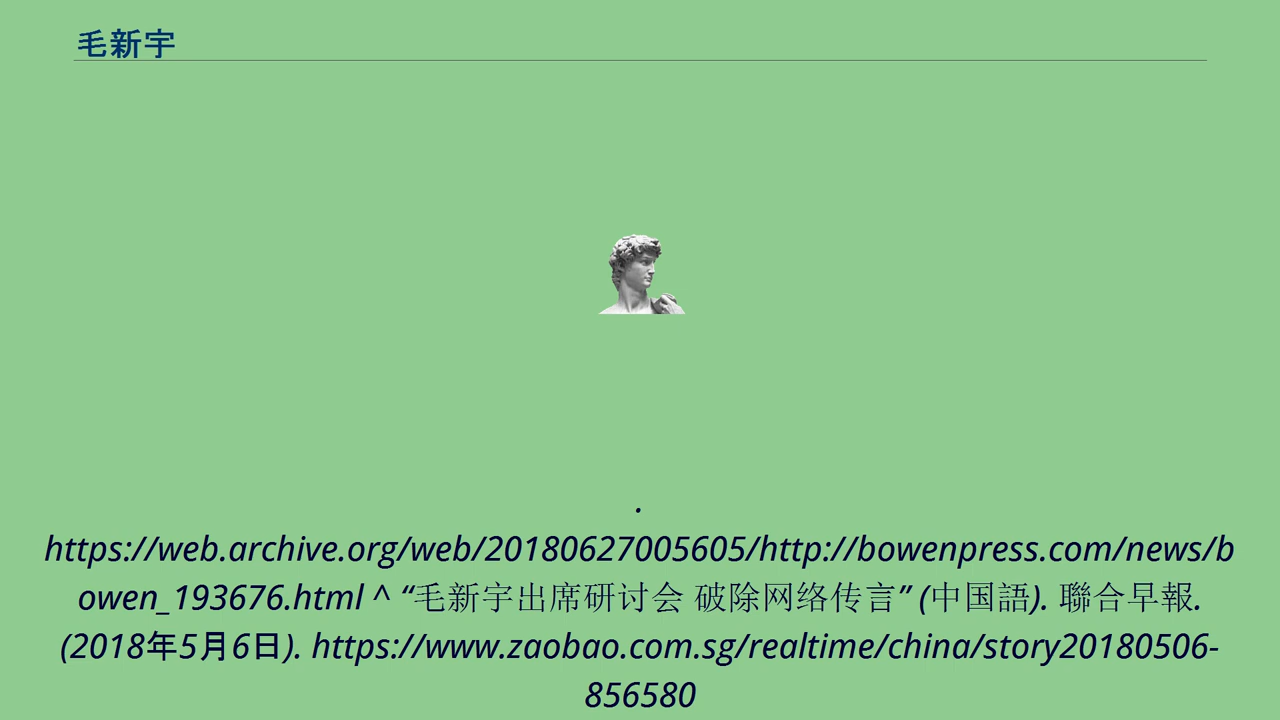 毛新宇
.
https://web.archive.org/web/20180627005605/http://bowenpress.com/news/b
owen_193676.html ^ “毛新宇出席研讨会 破除网络传言” (中国語). 聯合早報.
(2018年5月6日). https://www.zaobao.com.sg/realtime/china/story20180506-
856580